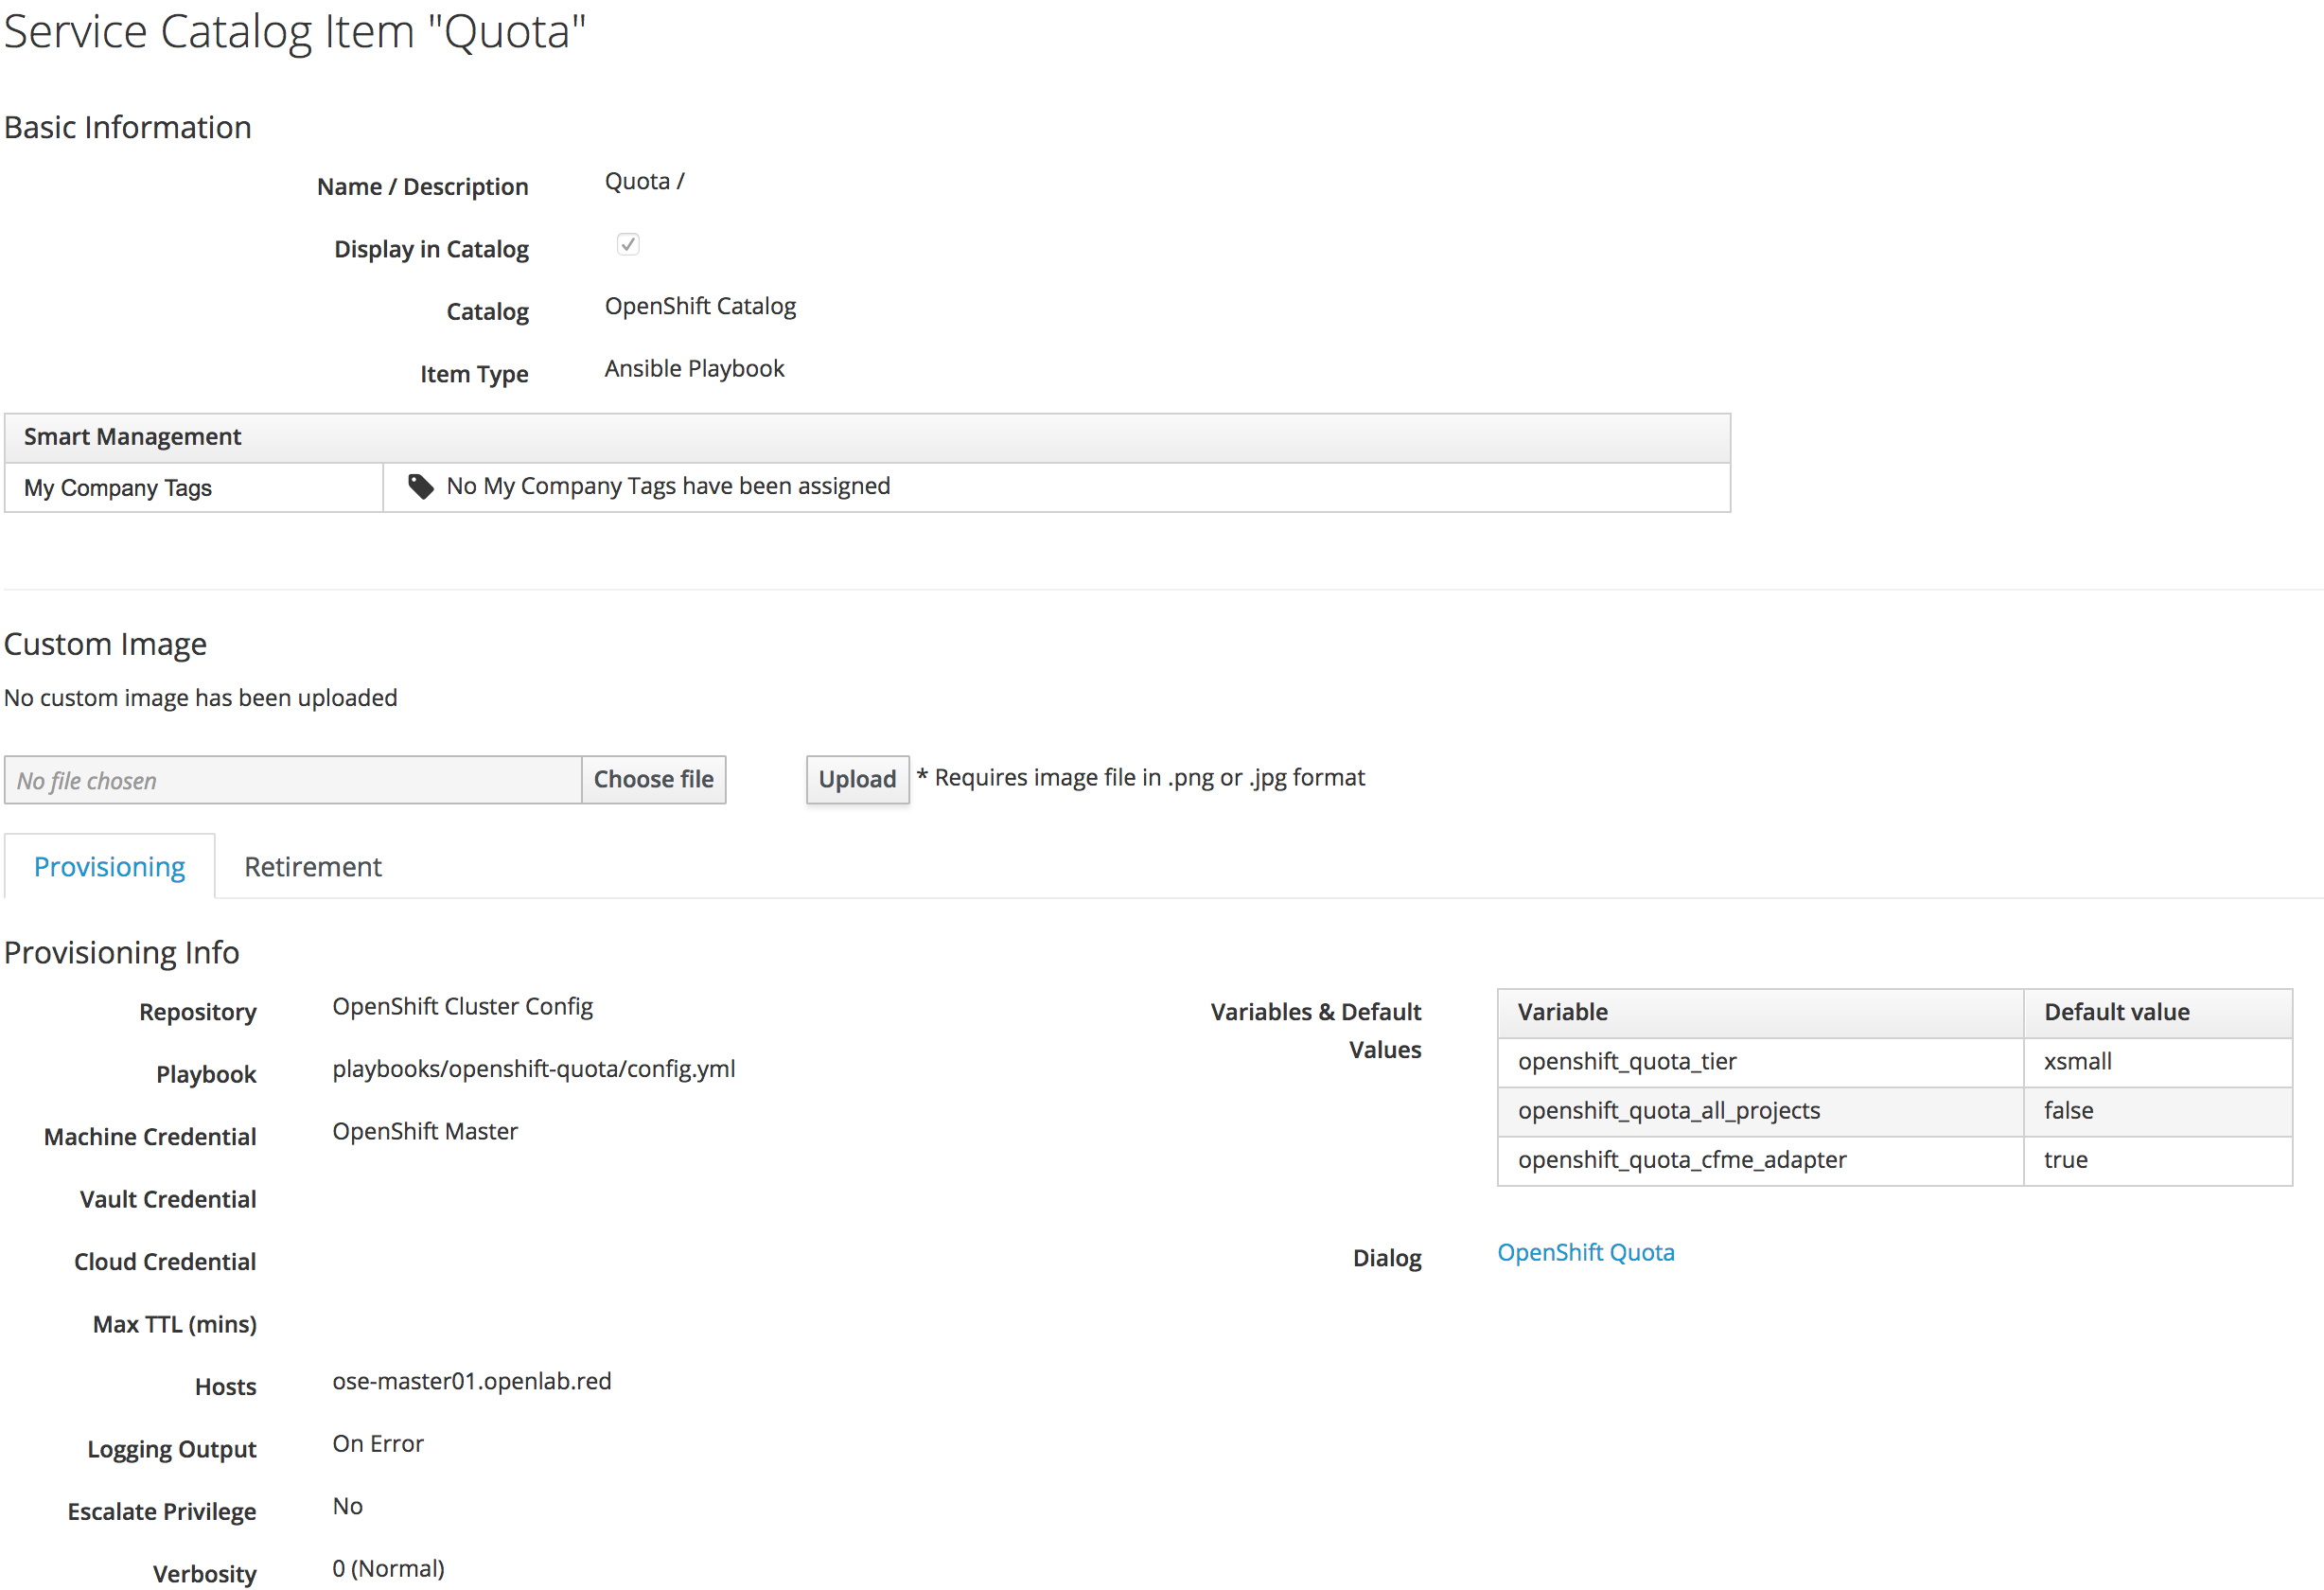 Service Catalog Item "Quota"
Basic Information
Name / Description Quota /
Display in Catalog
Catalog OpenShift Catalog
Item Type Ansible Playbook
Smart Management
My Company Tags No My Company Tags have been assigned
Custom Image
No custom image has been uploaded
No file chosen Choose file Upload * Requires image file in .png or .jpg format
Provisioning Retirement
Provisioning Info
Repository OpenShift Cluster Config
Playbook playbooks/openshift-quota/config.yml
Machine Credential OpenShift Master
Vault Credential
Cloud Credential
Max TTL (mins)
Hosts ose-master01.openlab.red
Logging Output On Error
Escalate Privilege No
Verbosity 0 (Normal)
Variables & Default
Values
Variable Default value
openshift_quota_tier xsmall
openshift_quota_all_projects false
openshift_quota_cfme_adapter true
Dialog OpenShift Quota